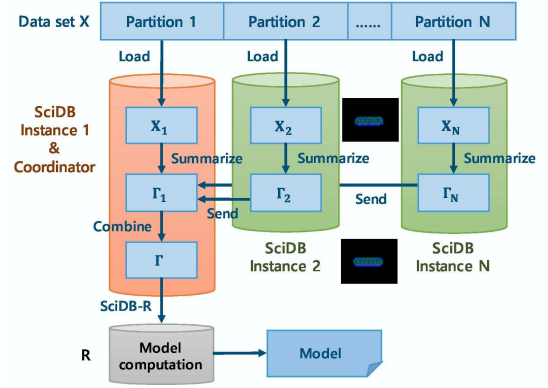 Data set X
Partition 1
Partition 2
......
Partition N
Load
Load
Load
SciDB
Instance 1
&
Coordinator
X1
X2
XN
Summarize
Summarize
Summarize
Γ1
Γ2
ΓN
Send
Send
Combine
Γ
SciDB
Instance 2
SciDB
Instance N
SciDB-R
R
Model
computation
Model